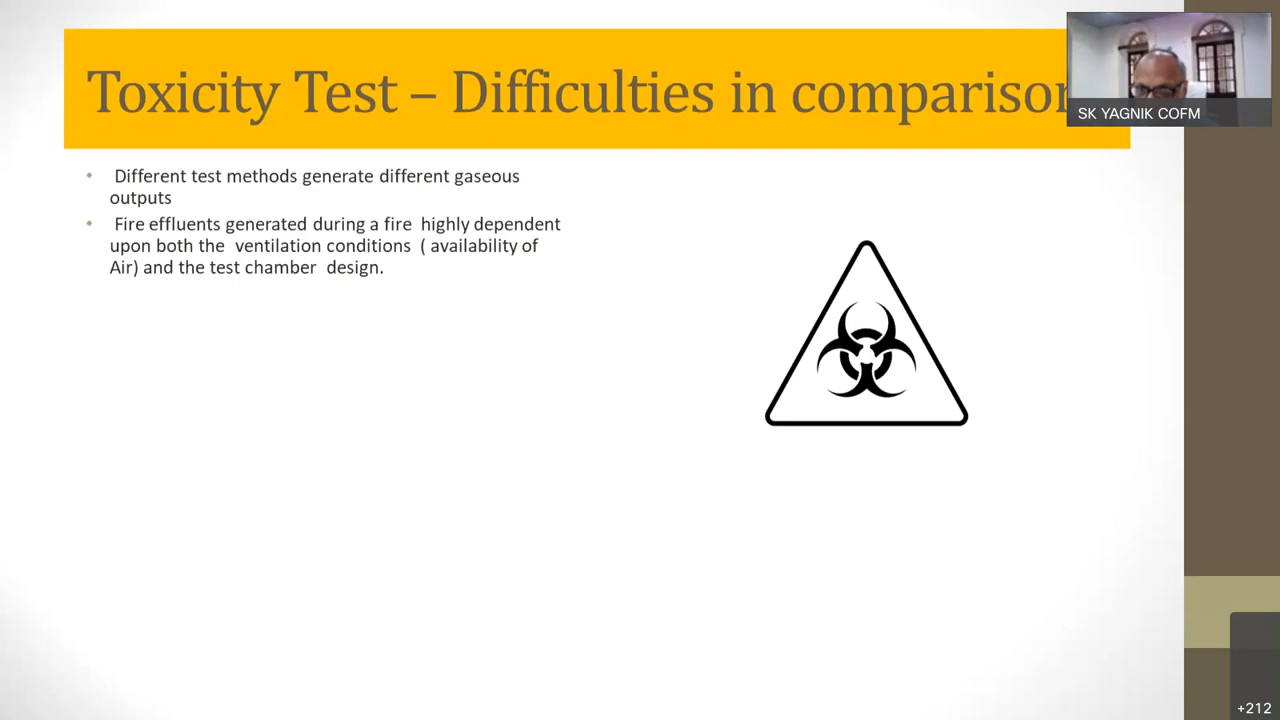 Toxicity Test – Difficulties in comparison
SK YAGNIK COFM
• Different test methods generate different gaseous
outputs
• Fire effluents generated during a fire highly dependent
upon both the ventilation conditions ( availability of
Air) and the test chamber design.
+212